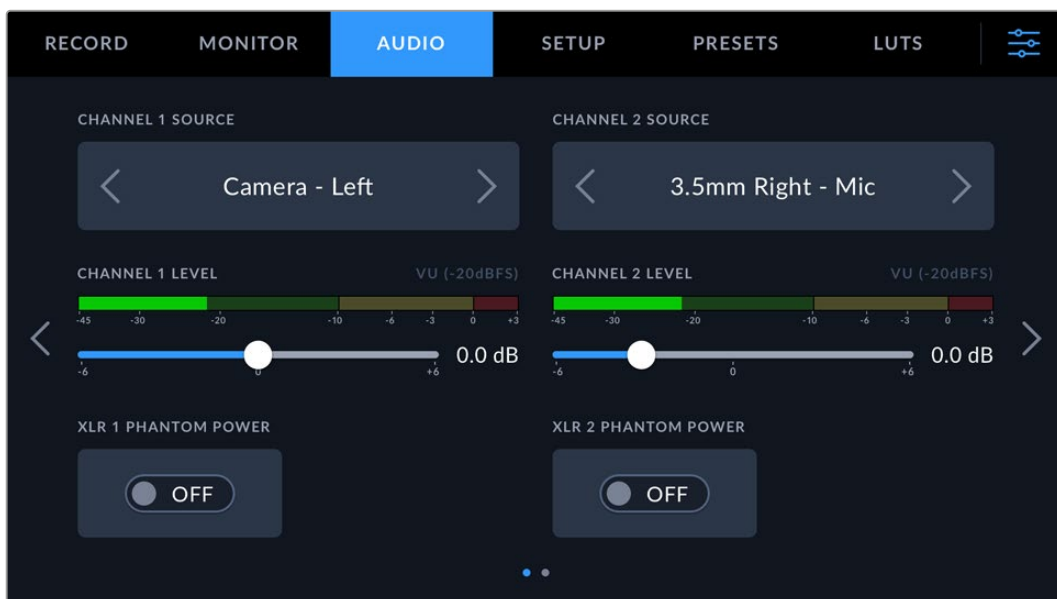 RECORD MONITOR AUDIO SETUP PRESETS LUTS
CHANNEL 1 SOURCE CHANNEL 2 SOURCE
Camera - Left 3.5mm Right - Mic
CHANNEL 1 LEVEL VU (-20dBFS) CHANNEL 2 LEVEL VU (-20dBFS)
-45 -30 -20 -10 -6 -3 0 +3 -45 -30 -20 -10 -6 -3 0 +3
0.0 dB 0.0 dB
-6 0 +6 -6 0 +6
XLR 1 PHANTOM POWER XLR 2 PHANTOM POWER
OFF OFF